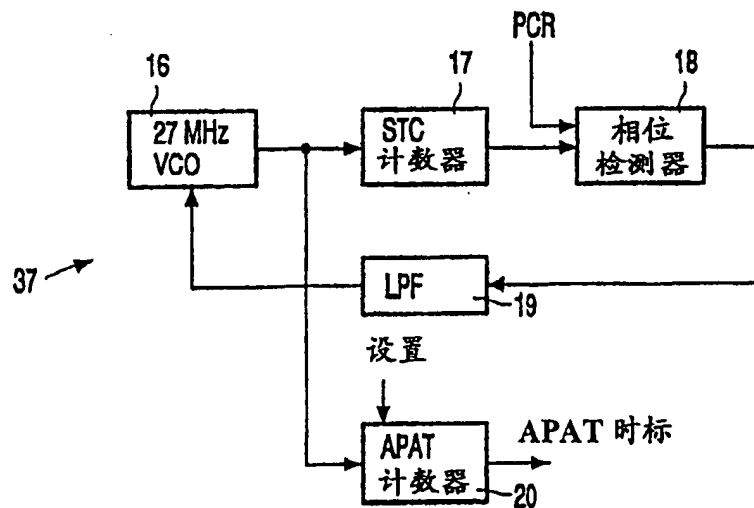 PCR
16
17
18
27 MHz
VCO
STC
计数器
相位
检测器
37
LPF
19
设置
APAT
计数器
20
APAT 时标